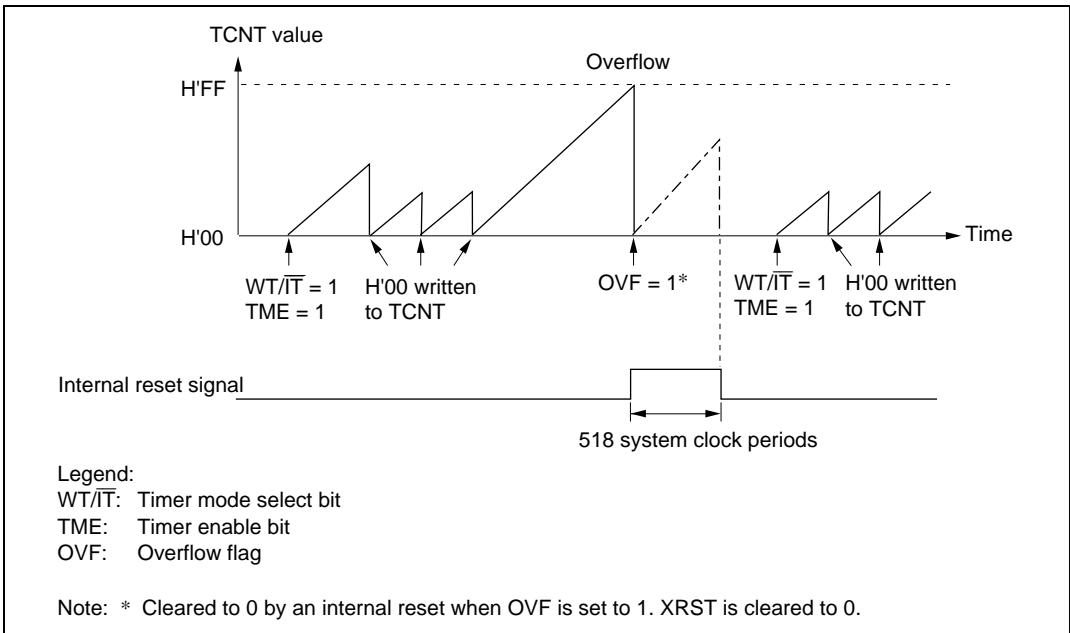 TCNT value
Overflow
H'FF
H'00
Time
WT/I̅T̅ = 1
TME = 1
H'00 written
to TCNT
OVF = 1*
WT/I̅T̅ = 1
TME = 1
H'00 written
to TCNT
Internal reset signal
518 system clock periods
Legend:
WT/I̅T̅: Timer mode select bit
TME: Timer enable bit
OVF: Overflow flag
Note: * Cleared to 0 by an internal reset when OVF is set to 1. XRST is cleared to 0.